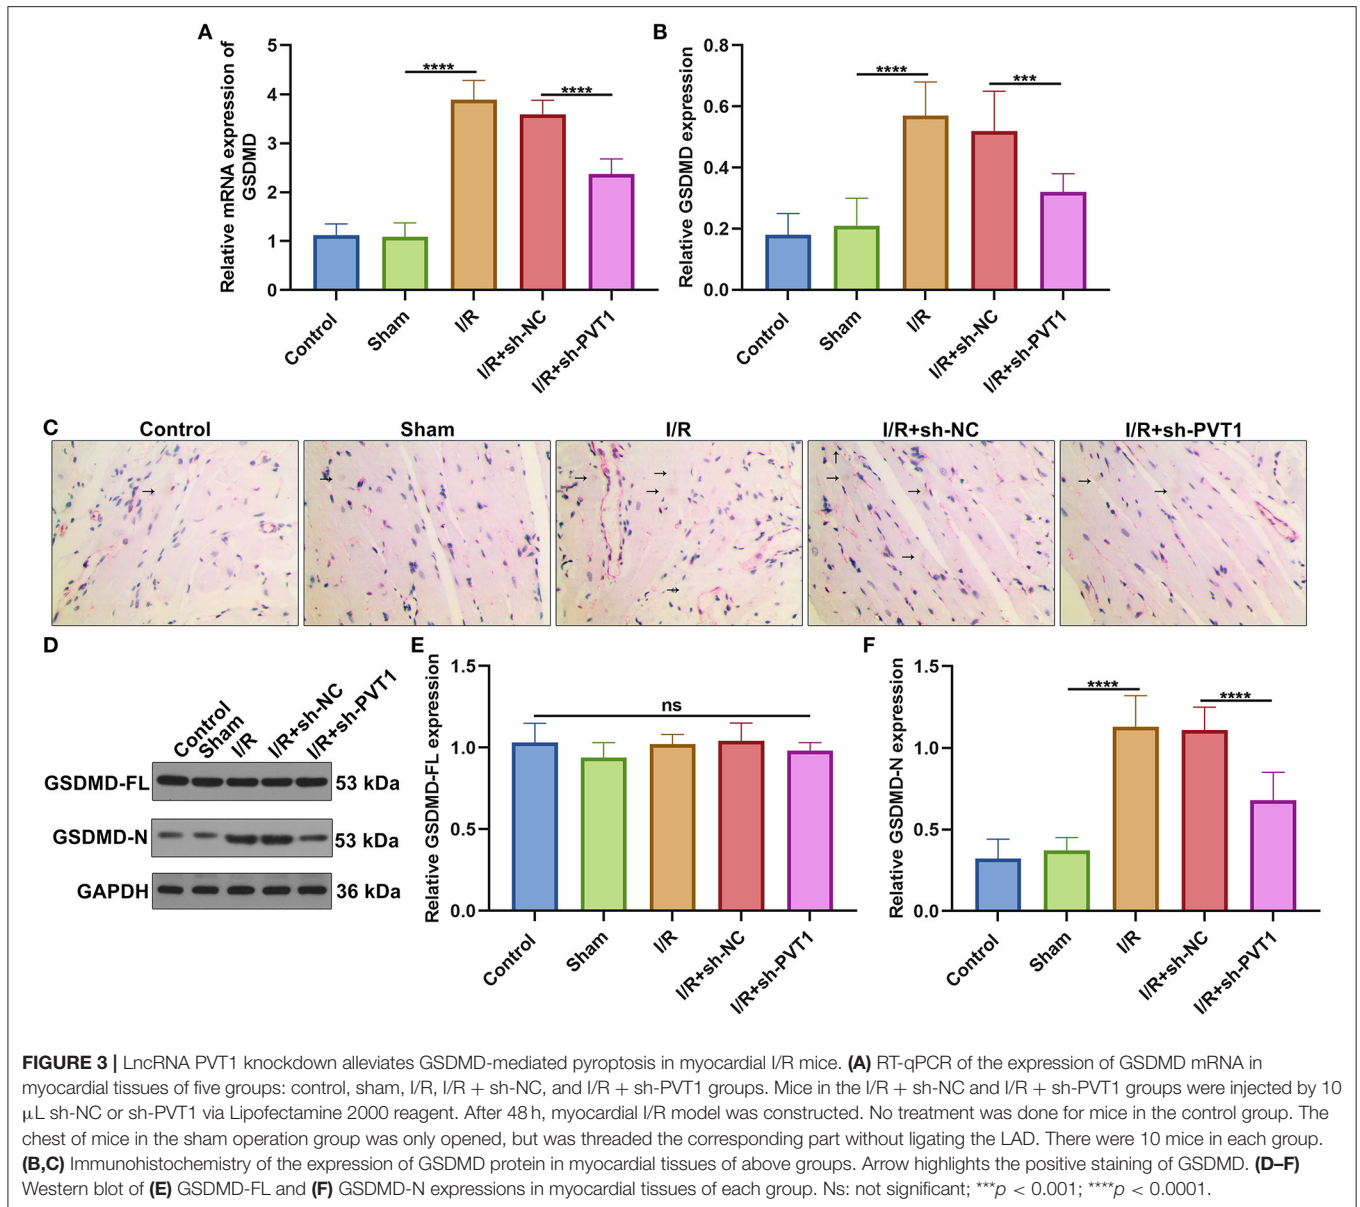 A
B
Relative mRNA expression of
GSDMD
5
4
3
2
1
0
****
****
Control
Sham
I/R
I/R+sh-NC
I/R+sh-PVT1
Relative GSDMD expression
0.8
0.6
0.4
0.2
0.0
****
***
Control
Sham
I/R
I/R+sh-NC
I/R+sh-PVT1
C
Control
Sham
I/R
I/R+sh-NC
I/R+sh-PVT1
D
Control
Sham
I/R
I/R+sh-NC
I/R+sh-PVT1
GSDMD-FL 53 kDa
GSDMD-N 53 kDa
GAPDH 36 kDa
E
Relative GSDMD-FL expression
1.5
1.0
0.5
0.0
ns
Control
Sham
I/R
I/R+sh-NC
I/R+sh-PVT1
F
Relative GSDMD-N expression
1.5
1.0
0.5
0.0
****
****
Control
Sham
I/R
I/R+sh-NC
I/R+sh-PVT1
FIGURE 3 | LncRNA PVT1 knockdown alleviates GSDMD-mediated pyroptosis in myocardial I/R mice. (A) RT-qPCR of the expression of GSDMD mRNA in
myocardial tissues of five groups: control, sham, I/R, I/R + sh-NC, and I/R + sh-PVT1 groups. Mice in the I/R + sh-NC and I/R + sh-PVT1 groups were injected by 10
μL sh-NC or sh-PVT1 via Lipofectamine 2000 reagent. After 48 h, myocardial I/R model was constructed. No treatment was done for mice in the control group. The
chest of mice in the sham operation group was only opened, but was threaded the corresponding part without ligating the LAD. There were 10 mice in each group.
(B,C) Immunohistochemistry of the expression of GSDMD protein in myocardial tissues of above groups. Arrow highlights the positive staining of GSDMD. (D–F)
Western blot of (E) GSDMD-FL and (F) GSDMD-N expressions in myocardial tissues of each group. Ns: not significant; ***p < 0.001; ****p < 0.0001.